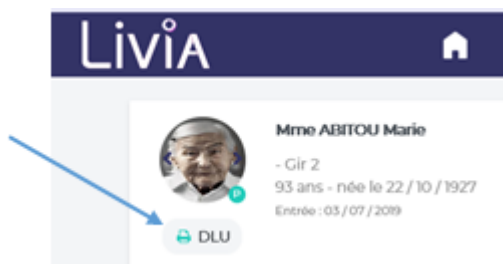 LiviA
Mme ABITOU Marie
- Gir 2
93 ans - née le 22 / 10 / 1927
Entrée : 03 / 07 / 2019
P
DLU